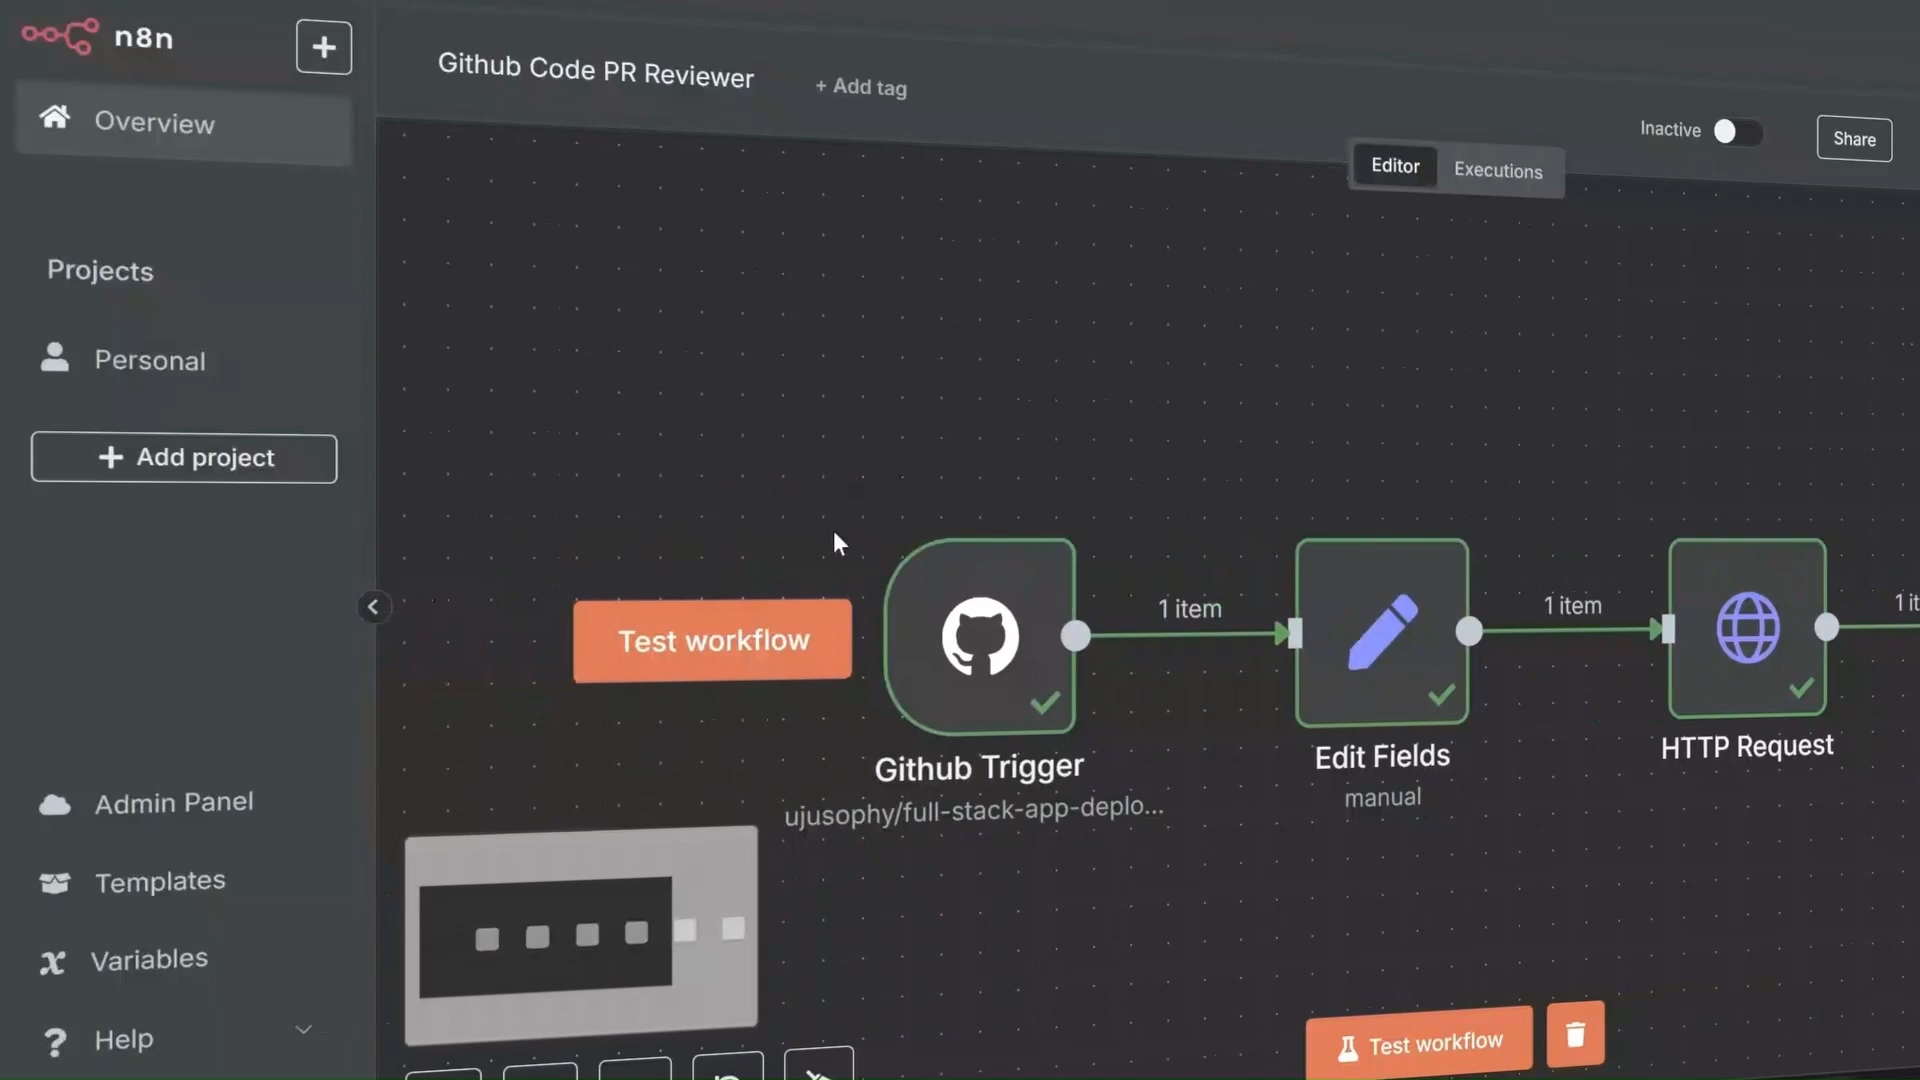 n8n
Overview
Projects
Personal
Add project
Admin Panel
Templates
Variables
Help
Github Code PR Reviewer
+ Add tag
Editor
Executions
Inactive
Share
Test workflow
1 item
1 item
Github Trigger
ujusophy/full-stack-app-deplo...
Edit Fields
manual
HTTP Request
Test workflow